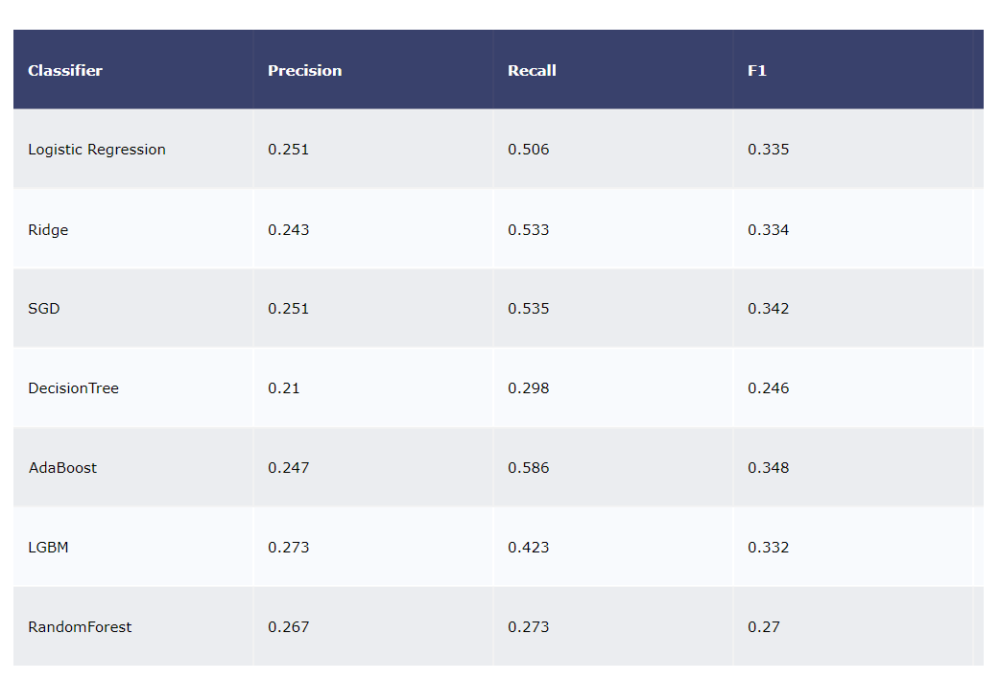 Classifier Precision Recall F1
Logistic Regression 0.251 0.506 0.335
Ridge 0.243 0.533 0.334
SGD 0.251 0.535 0.342
DecisionTree 0.21 0.298 0.246
AdaBoost 0.247 0.586 0.348
LGBM 0.273 0.423 0.332
RandomForest 0.267 0.273 0.27